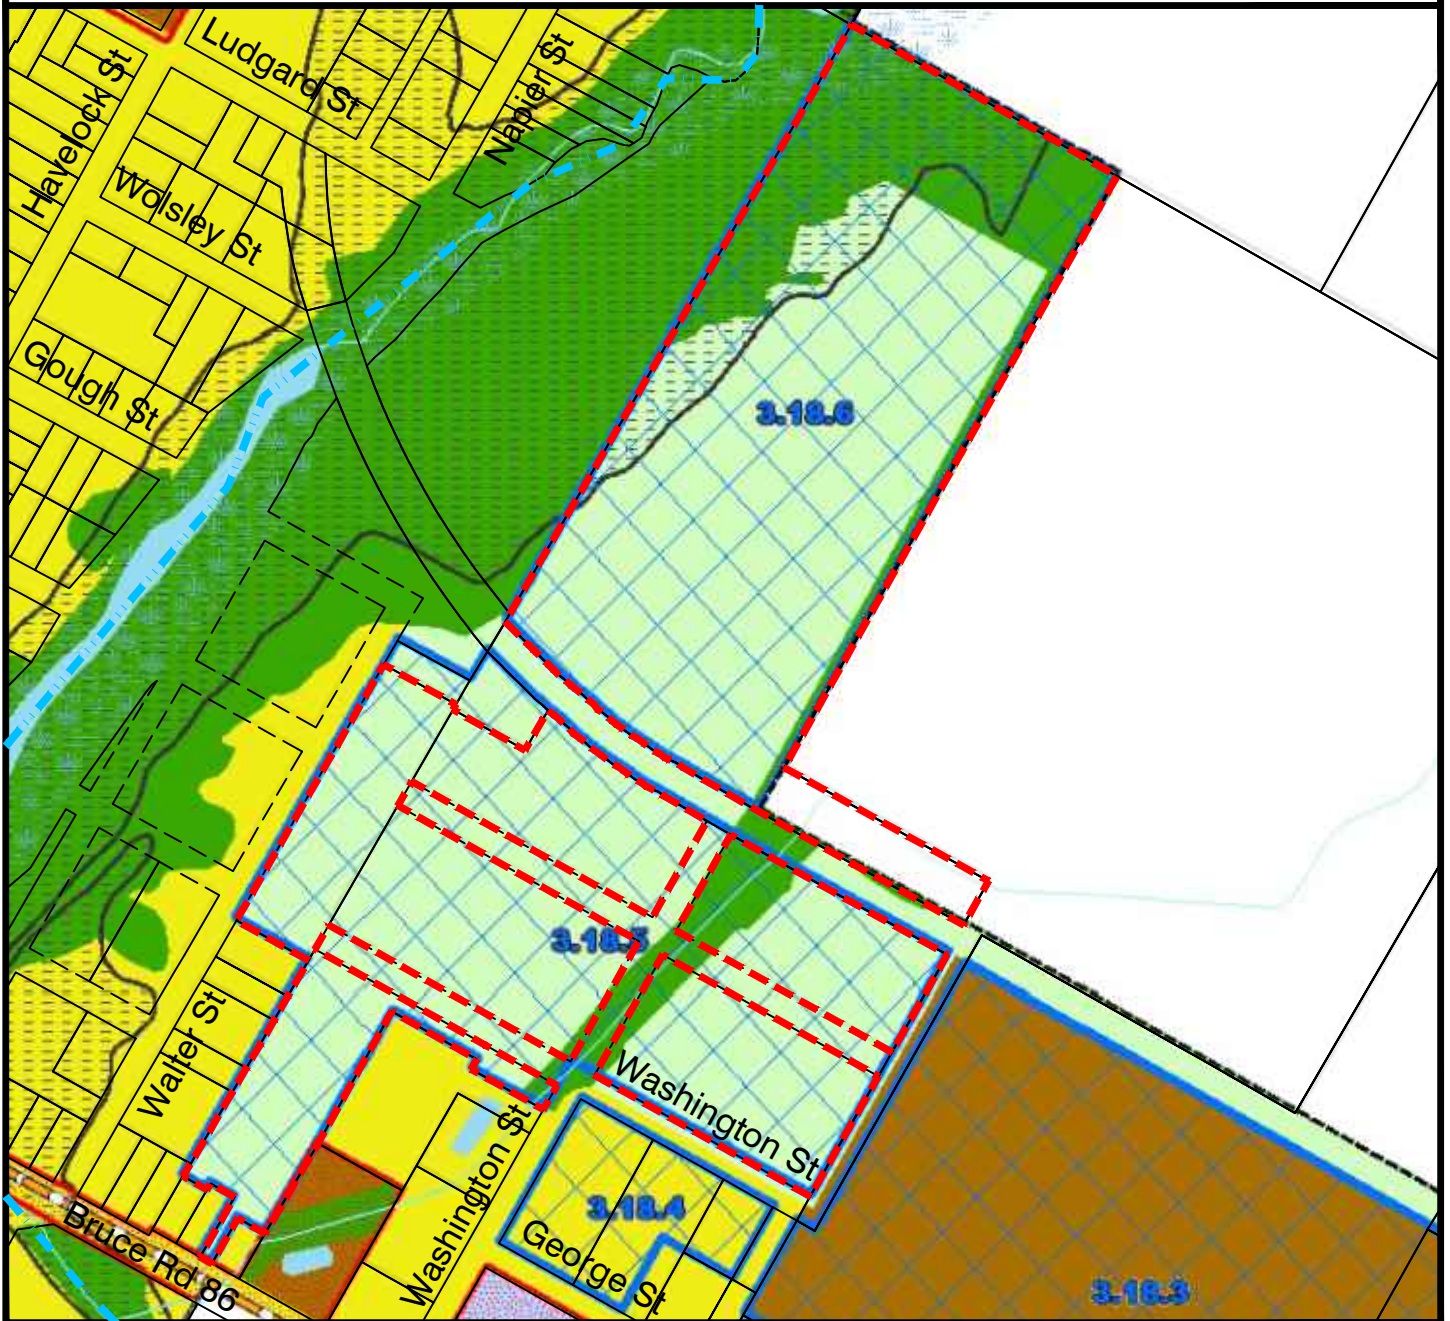 Ludgard St
Napier St
Havelock St
Wolsley St
Gough St
3.18.6
3.18.5
Walter St
Washington St
Washington St
3.18.4
George St
Bruce Rd 86
3.18.3